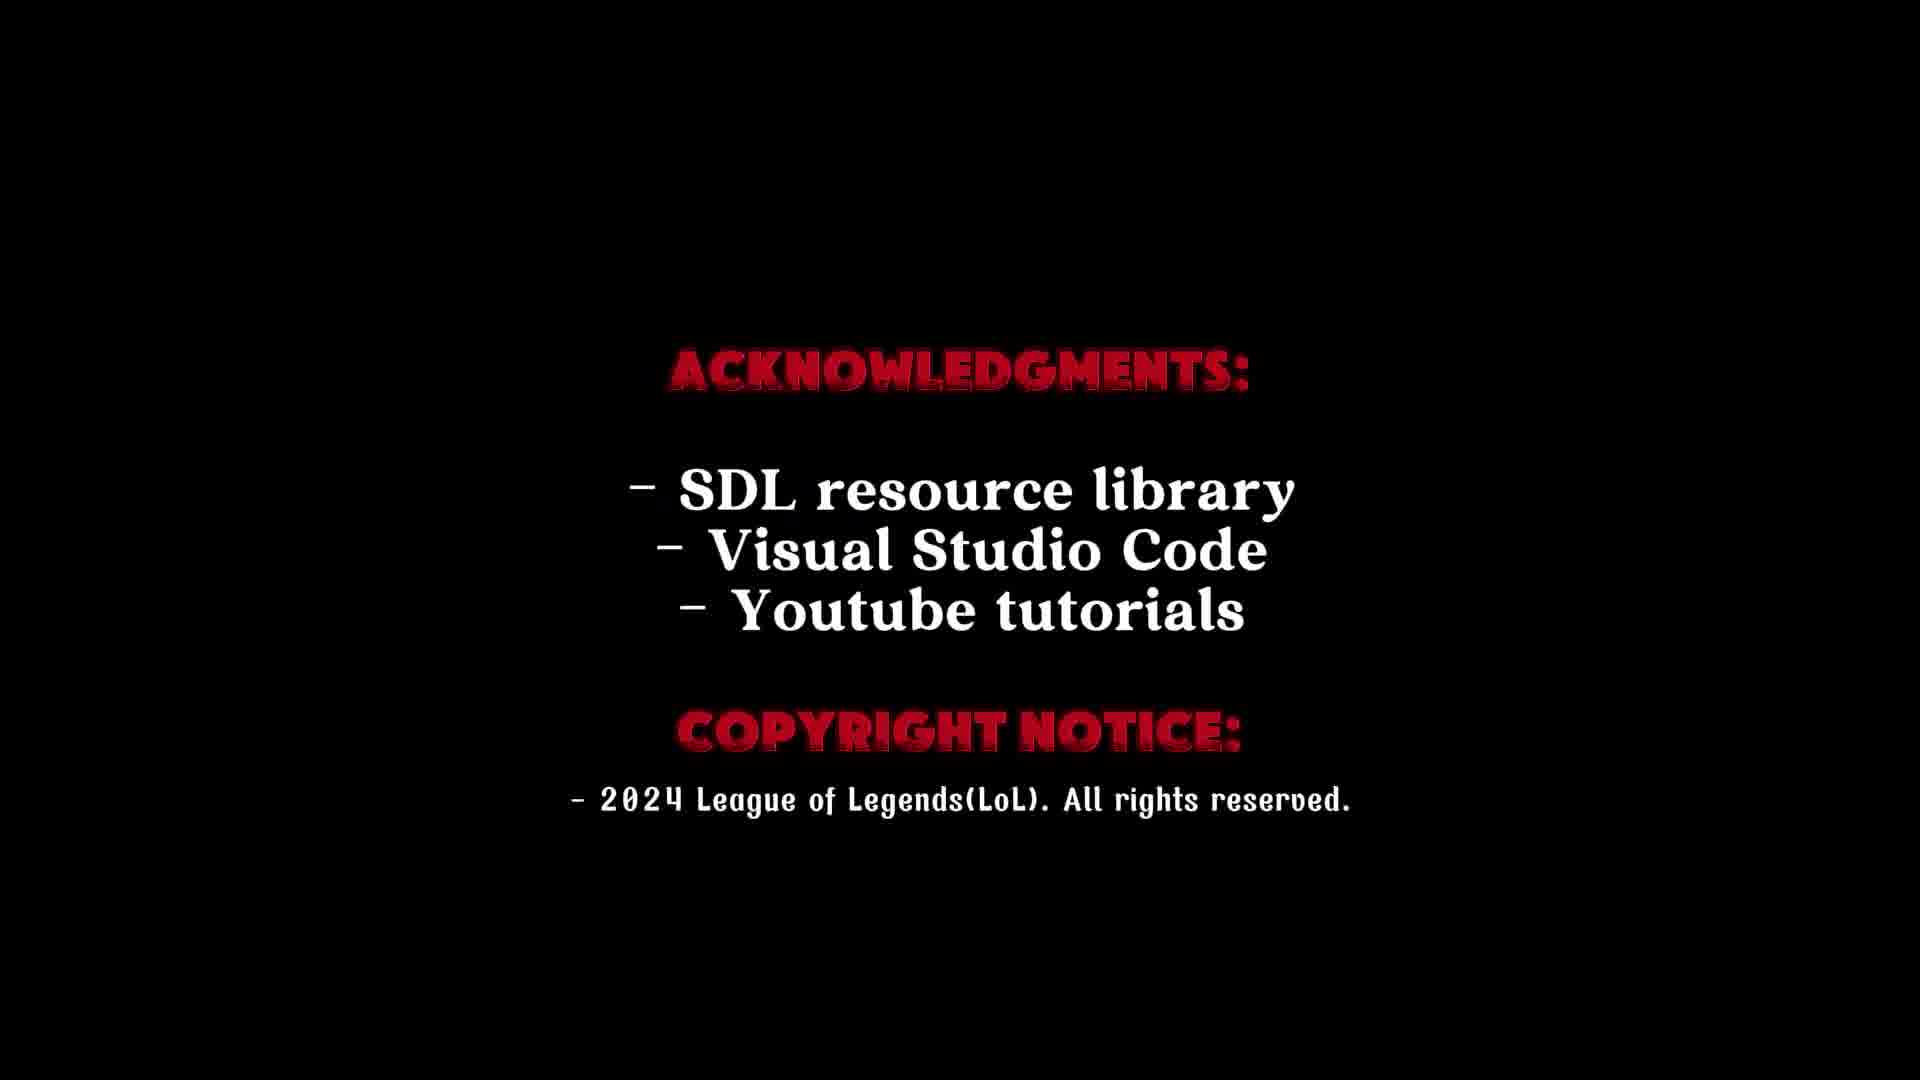 ACKNOWLEDGMENTS:
- SDL resource library
- Visual Studio Code
- Youtube tutorials
COPYRIGHT NOTICE:
- 2024 League of Legends(LoL). All rights reserved.